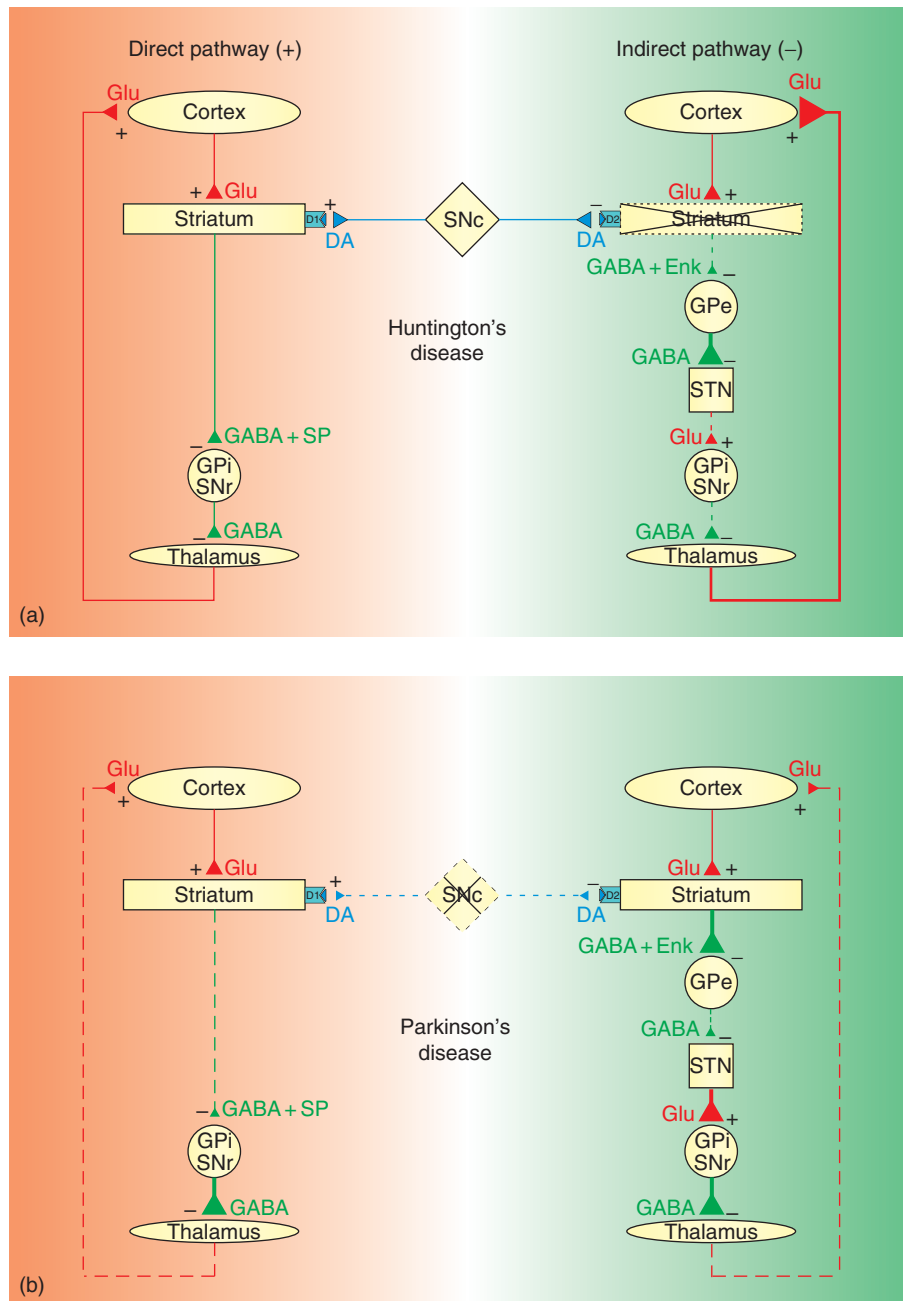 Direct pathway (+)
Indirect pathway (–)
Glu
Cortex
+
+ Glu
Striatum
D1
+
DA
SNc
–
DA
D2
Glu
Cortex
+
Glu +
Striatum
GABA + Enk –
GPe
GABA –
STN
Glu +
GPi
SNr
GABA –
Thalamus
Huntington's
disease
– GABA + SP
GPi
SNr
– GABA
Thalamus
(a)
Glu
Cortex
+
+ Glu
Striatum
D1
+
DA
SNc
–
DA
D2
Glu
Cortex
+
Glu +
Striatum
GABA + Enk –
GPe
GABA –
STN
Glu +
GPi
SNr
GABA –
Thalamus
Parkinson's
disease
– GABA + SP
GPi
SNr
– GABA
Thalamus
(b)